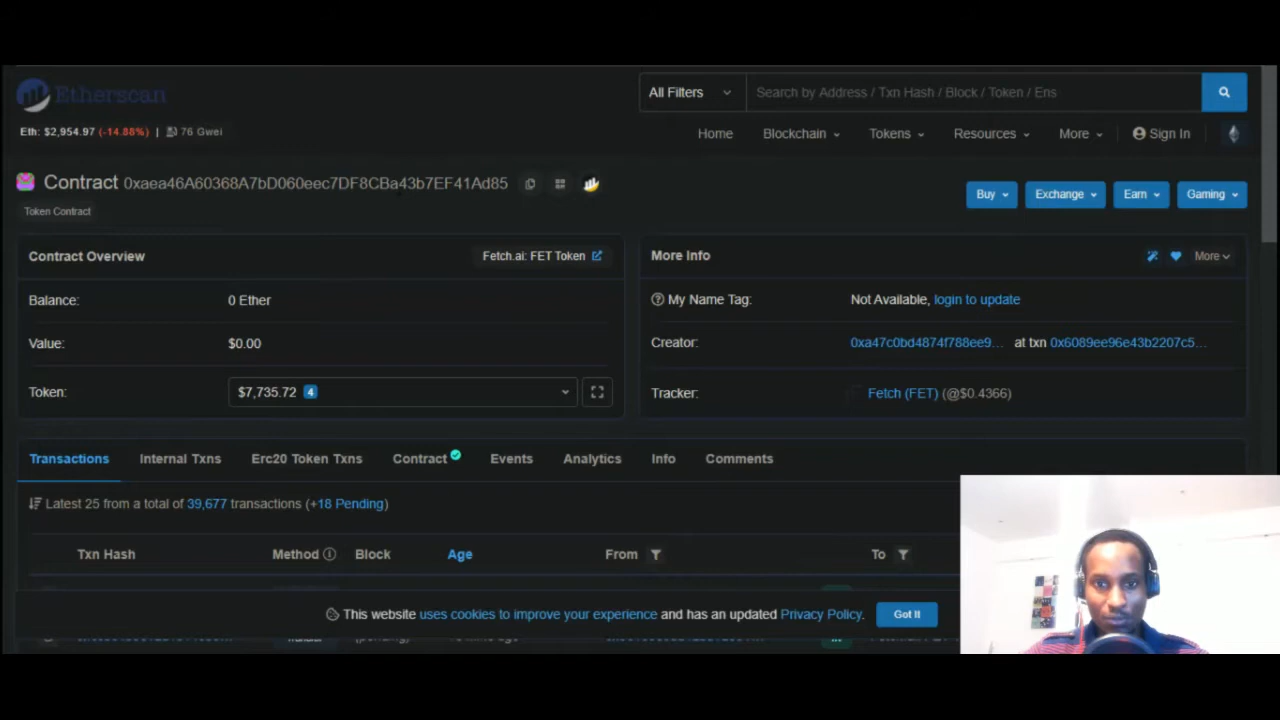 Etherscan
All Filters
Search by Address / Txn Hash / Block / Token / Ens
Eth: $2,954.97 (-14.88%) | 76 Gwei
Home Blockchain Tokens Resources More Sign In
Contract 0xaea46A60368A7bD060eec7DF8CBa43b7EF41Ad85
Token Contract
Buy Exchange Earn Gaming
Contract Overview
Fetch.ai: FET Token
Balance: 0 Ether
Value: $0.00
Token: $7,735.72 4
More Info
More
My Name Tag: Not Available, login to update
Creator: 0xa47c0bd4874f788ee9... at txn 0x6089ee96e43b2207c5...
Tracker: Fetch (FET) (@$0.4366)
Transactions Internal Txns Erc20 Token Txns Contract Events Analytics Info Comments
Latest 25 from a total of 39,677 transactions (+18 Pending)
Txn Hash Method Block Age From To
This website uses cookies to improve your experience and has an updated Privacy Policy.
Got It